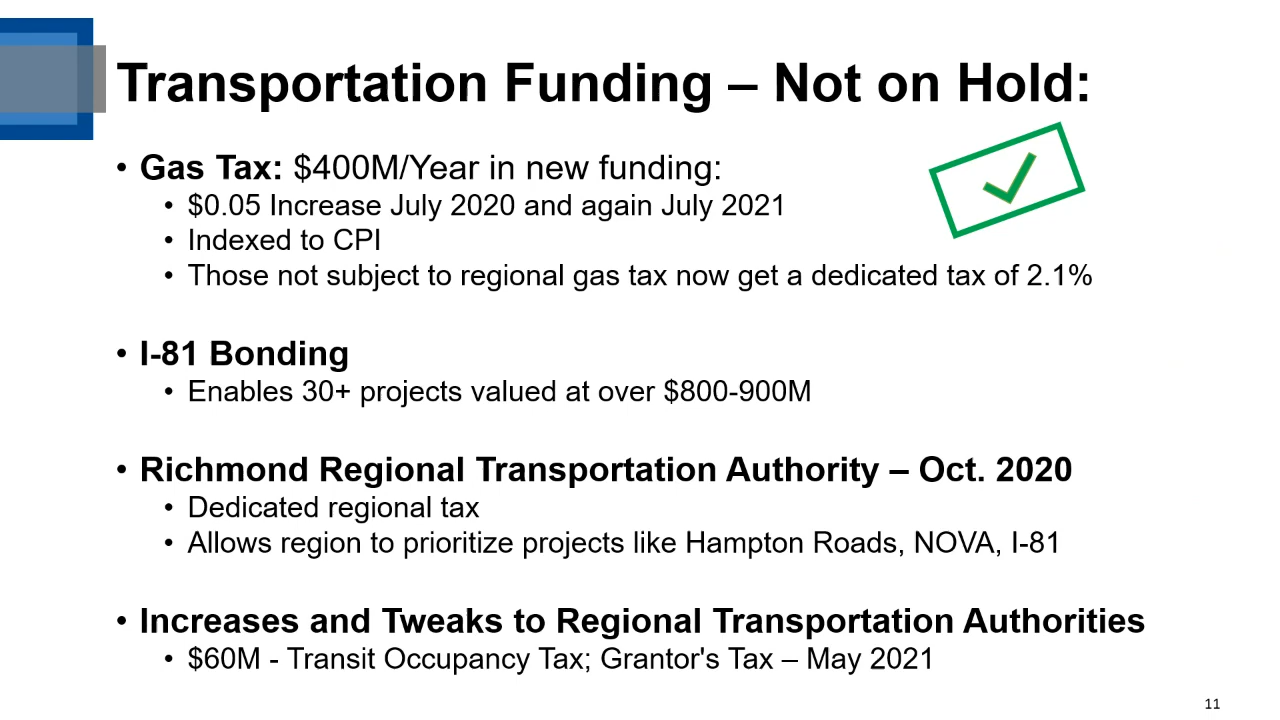 Transportation Funding – Not on Hold:
• Gas Tax: $400M/Year in new funding:
• $0.05 Increase July 2020 and again July 2021
• Indexed to CPI
• Those not subject to regional gas tax now get a dedicated tax of 2.1%
• I-81 Bonding
• Enables 30+ projects valued at over $800-900M
• Richmond Regional Transportation Authority – Oct. 2020
• Dedicated regional tax
• Allows region to prioritize projects like Hampton Roads, NOVA, I-81
• Increases and Tweaks to Regional Transportation Authorities
• $60M - Transit Occupancy Tax; Grantor's Tax – May 2021
11